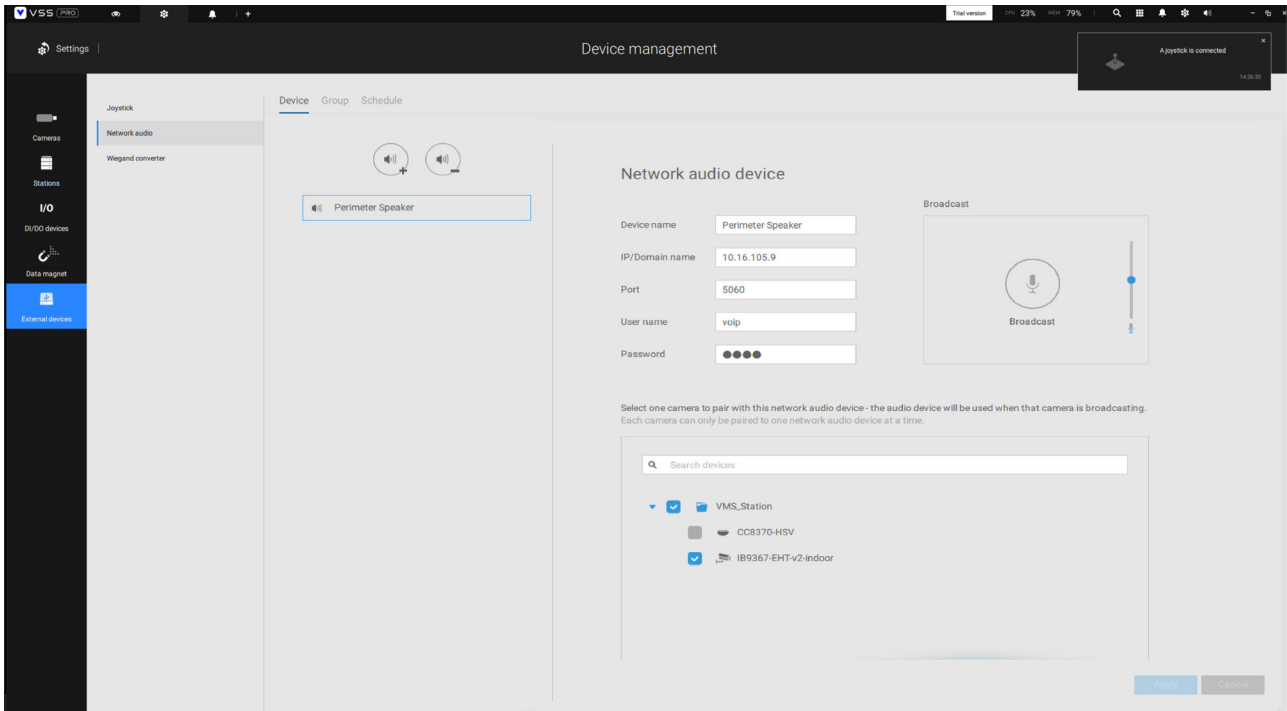 VSS PRO
Trial version CPU 23% MEM 79%
Settings
Device management
A joystick is connected
14:36:30
Cameras
Stations
I/O
DI/DO devices
Data magnet
External devices
Joystick
Network audio
Wiegand converter
Device Group Schedule
Perimeter Speaker
Network audio device
Device name Perimeter Speaker
IP/Domain name 10.16.105.9
Port 5060
User name voip
Password ●●●●
Broadcast
Broadcast
Select one camera to pair with this network audio device - the audio device will be used when that camera is broadcasting.
Each camera can only be paired to one network audio device at a time.
Search devices
VMS_Station
CC8370-HSV
IB9367-EHT-v2-indoor
Apply Cancel